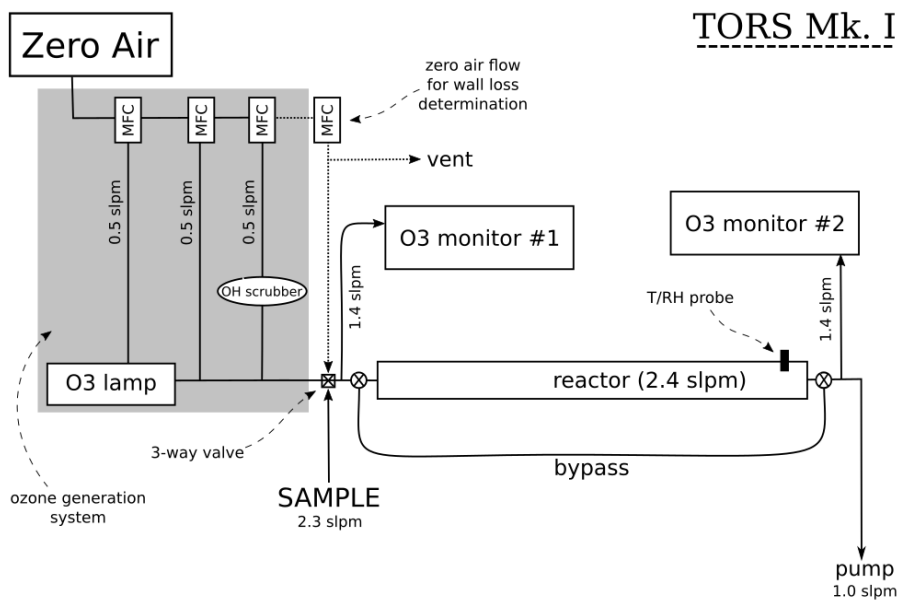 TORS Mk. I
Zero Air
zero air flow
for wall loss
determination
MFC
MFC
MFC
MFC
vent
0.5 slpm
0.5 slpm
0.5 slpm
O3 monitor #1
O3 monitor #2
OH scrubber
1.4 slpm
T/RH probe
1.4 slpm
O3 lamp
reactor (2.4 slpm)
3-way valve
bypass
ozone generation
system
SAMPLE
2.3 slpm
pump
1.0 slpm